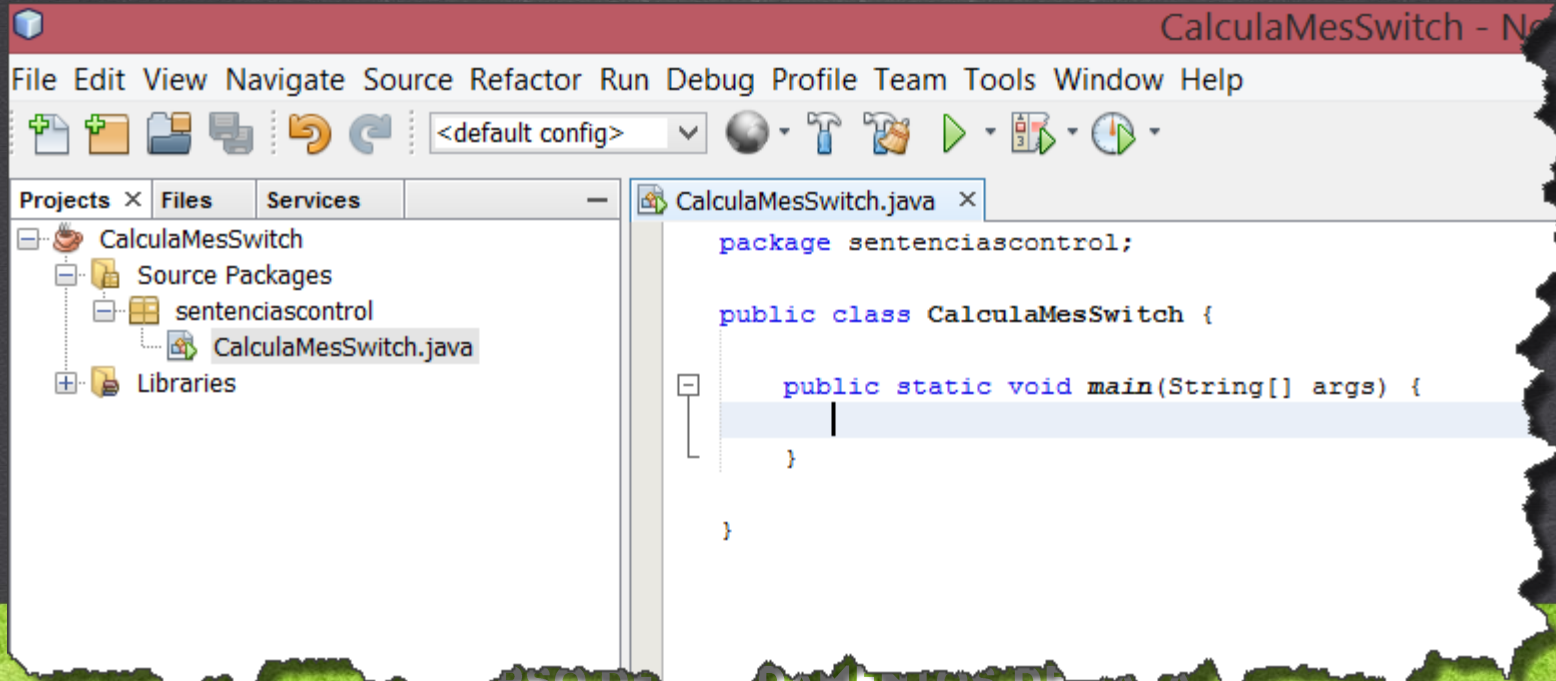 CalculaMesSwitch -
File Edit View Navigate Source Refactor Run Debug Profile Team Tools Window Help
<default config>
Projects Files Services
CalculaMesSwitch
Source Packages
sentenciascontrol
CalculaMesSwitch.java
Libraries
CalculaMesSwitch.java
package sentenciascontrol;
public class CalculaMesSwitch {
public static void main(String[] args) {
}
}